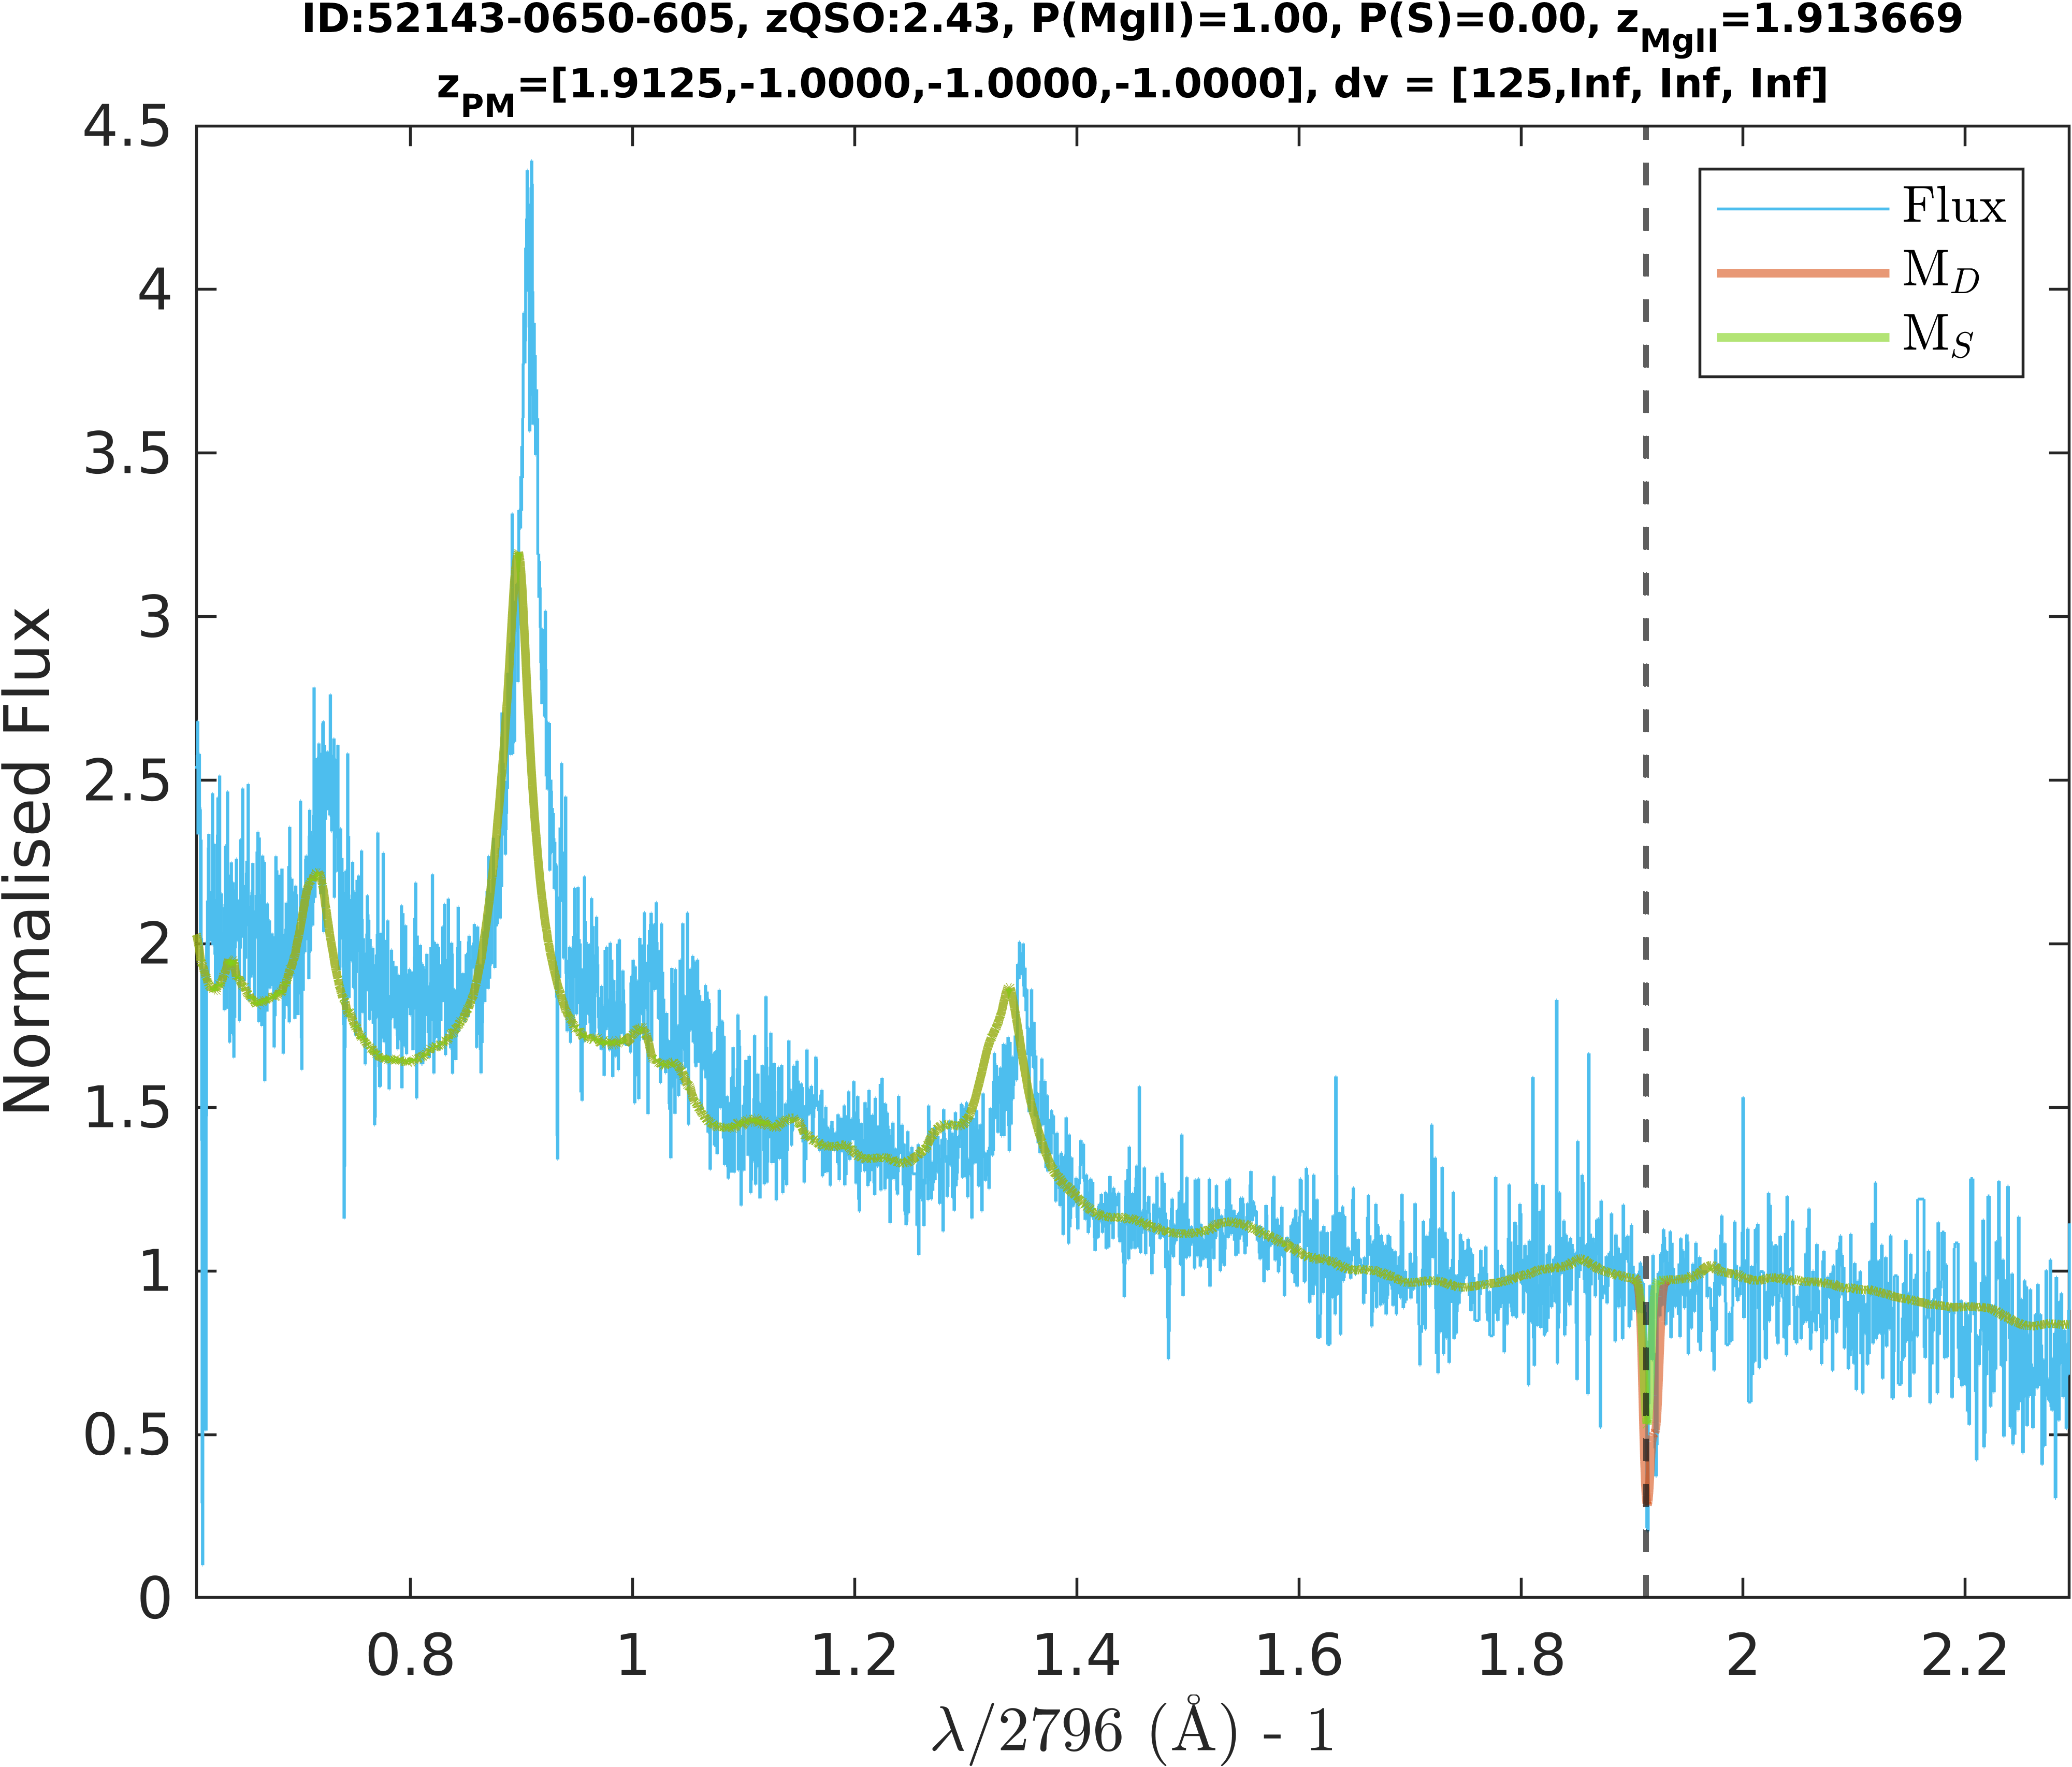 ID:52143-0650-605, zQSO:2.43, P(MgII)=1.00, P(S)=0.00, zMgII=1.913669
zPM=[1.9125,-1.0000,-1.0000,-1.0000], dv = [125,Inf, Inf, Inf]
4.5
4
3.5
3
2.5
2
1.5
1
0.5
0
Normalised Flux
Flux
MD
MS
0.8
1
1.2
1.4
1.6
1.8
2
2.2
λ/2796 (Å) - 1